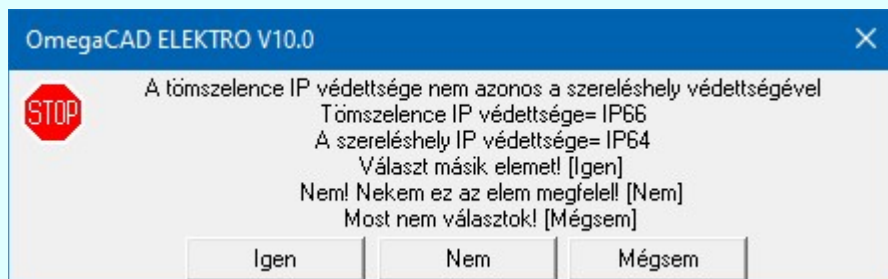 OmegaCAD ELEKTRO V10.0
STOP
A tömszelence IP védettsége nem azonos a szereléshely védettségével
Tömszelence IP védettsége= IP66
A szereléshely IP védettsége= IP64
Választ másik elemet! [Igen]
Nem! Nekem ez az elem megfelel! [Nem]
Most nem választok! [Mégsem]
Igen Nem Mégsem